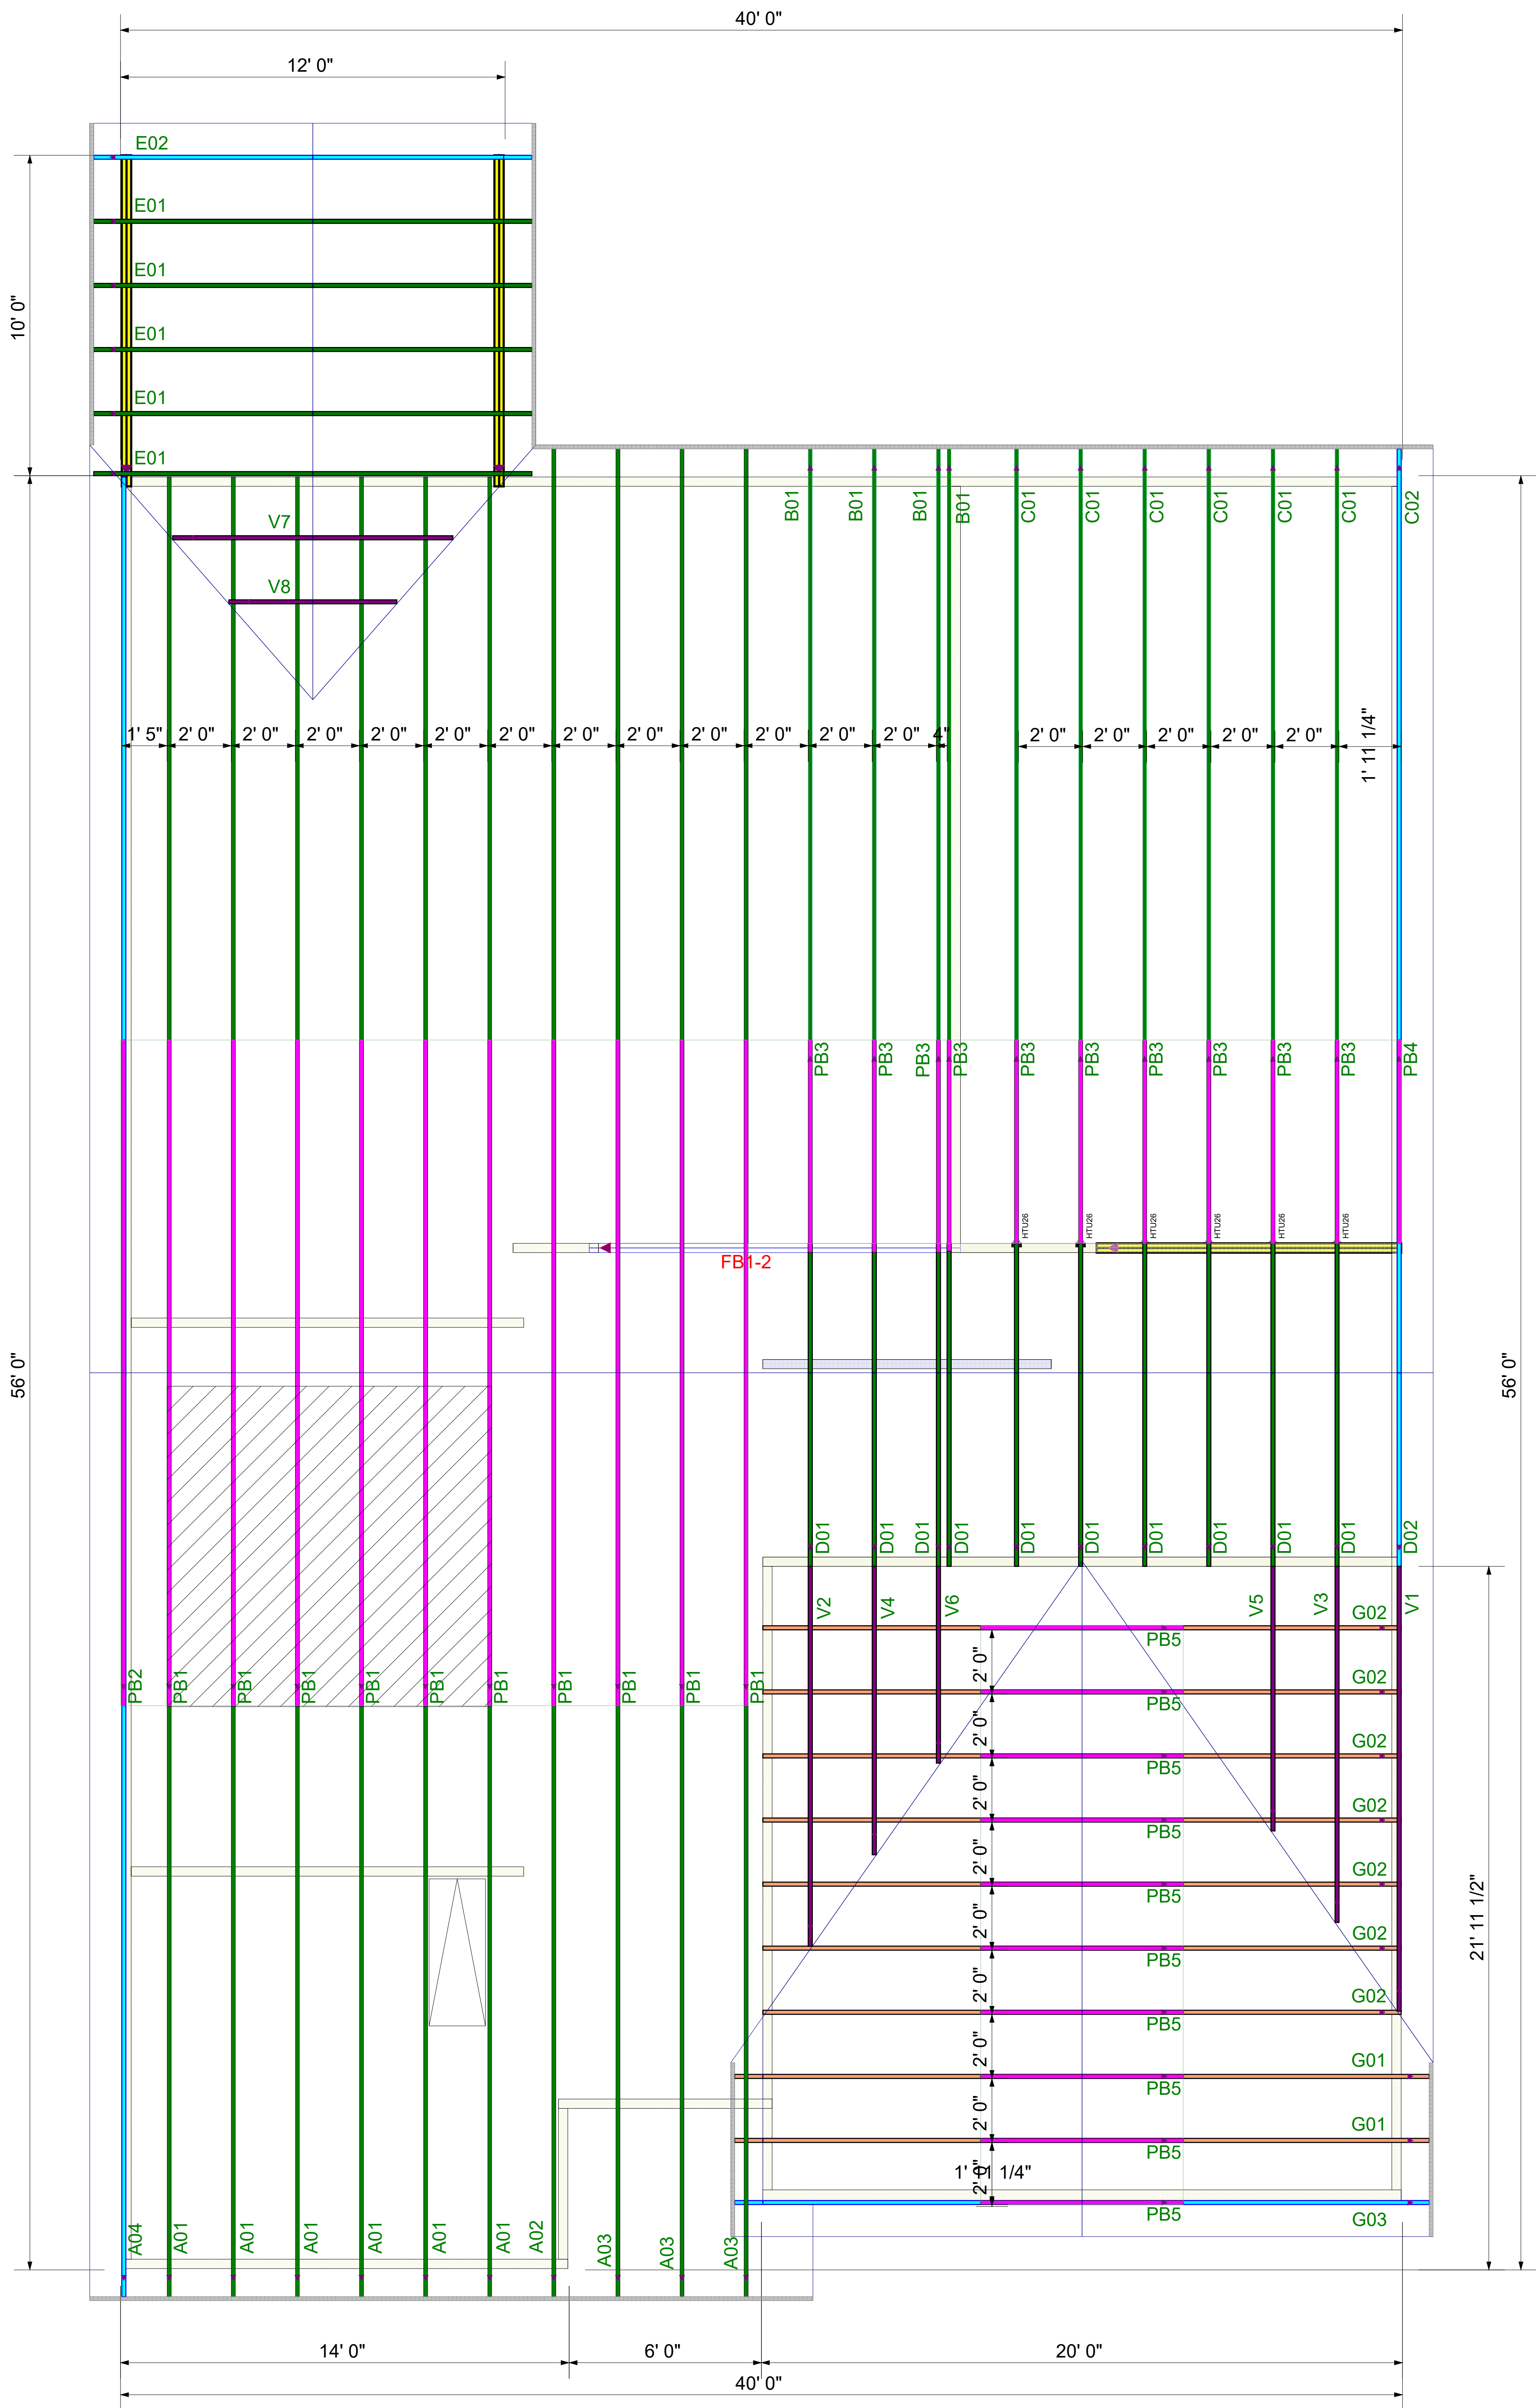 40' 0"
12' 0"
E02
E01
E01
10' 0"
E01
E01
E01
B01
B01
B01
B01
C01
C01
C01
C01
C01
C01
C02
V7
V8
1' 5"
2' 0"
2' 0"
2' 0"
2' 0"
2' 0"
2' 0"
2' 0"
2' 0"
2' 0"
2' 0"
2' 0"
4"
2' 0"
2' 0"
2' 0"
2' 0"
2' 0"
1' 11 1/4"
PB3
PB3
PB3
PB3
PB3
PB3
PB3
PB3
PB3
PB3
PB4
HTU26
HTU26
HTU26
HTU26
HTU26
HTU26
FB1-2
56' 0"
56' 0"
D01
D01
D01
D01
D01
D01
D01
D01
D01
D01
D02
V2
V4
V6
V5
V3
V1
PB2
PB1
PB1
PB1
PB1
PB1
PB1
PB1
PB1
PB1
PB1
G02
PB5
2' 0"
G02
PB5
2' 0"
G02
PB5
2' 0"
G02
PB5
2' 0"
G02
PB5
2' 0"
G02
PB5
2' 0"
G02
PB5
2' 0"
G01
PB5
2' 0"
G01
PB5
2' 0"
1' 11 1/4"
PB5
G03
21' 11 1/2"
A04
A01
A01
A01
A01
A01
A01
A02
A03
A03
A03
14' 0"
6' 0"
20' 0"
40' 0"